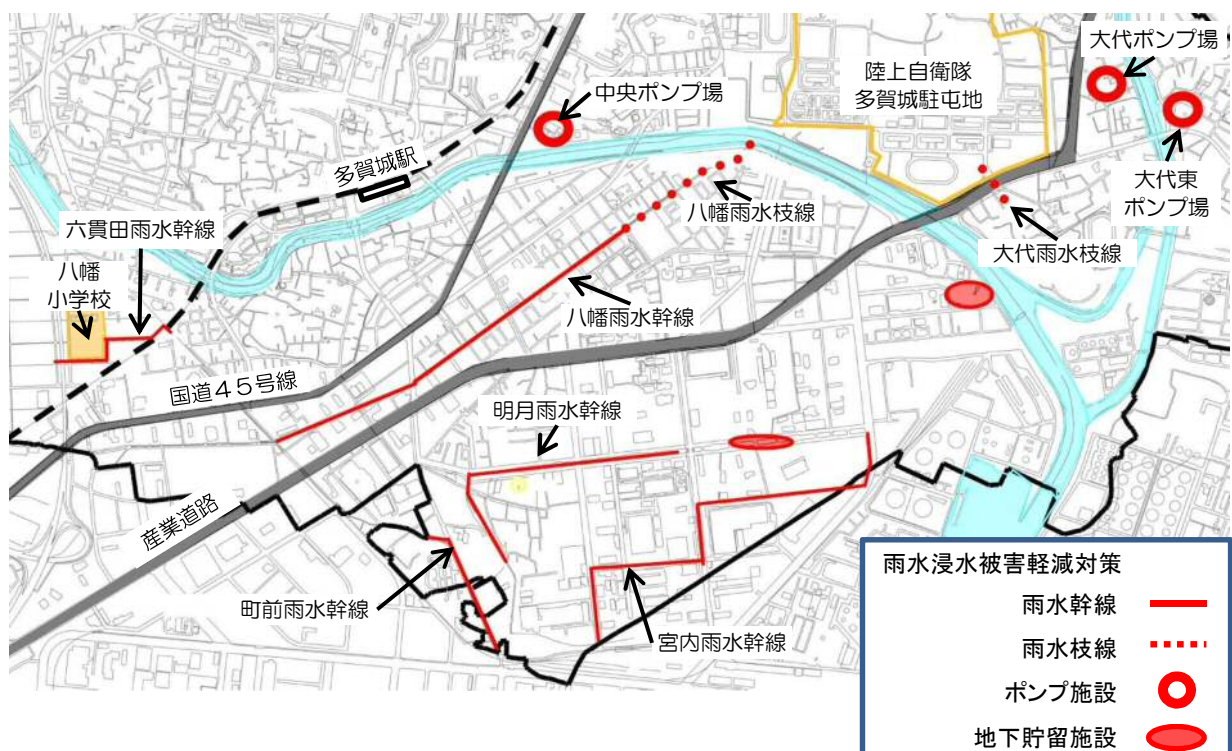 大代ポンプ場
中央ポンプ場
陸上自衛隊
多賀城駐屯地
多賀城駅
大代東
ポンプ場
六貫田雨水幹線
八幡雨水枝線
大代雨水枝線
八幡
小学校
八幡雨水幹線
国道45号線
明月雨水幹線
産業道路
町前雨水幹線
宮内雨水幹線
雨水浸水被害軽減対策
雨水幹線
雨水枝線
ポンプ施設
地下貯留施設